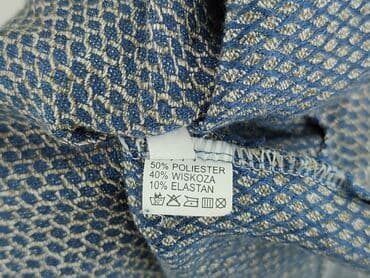 50% POLIESTER
40% WISKOZA
10% ELASTAN